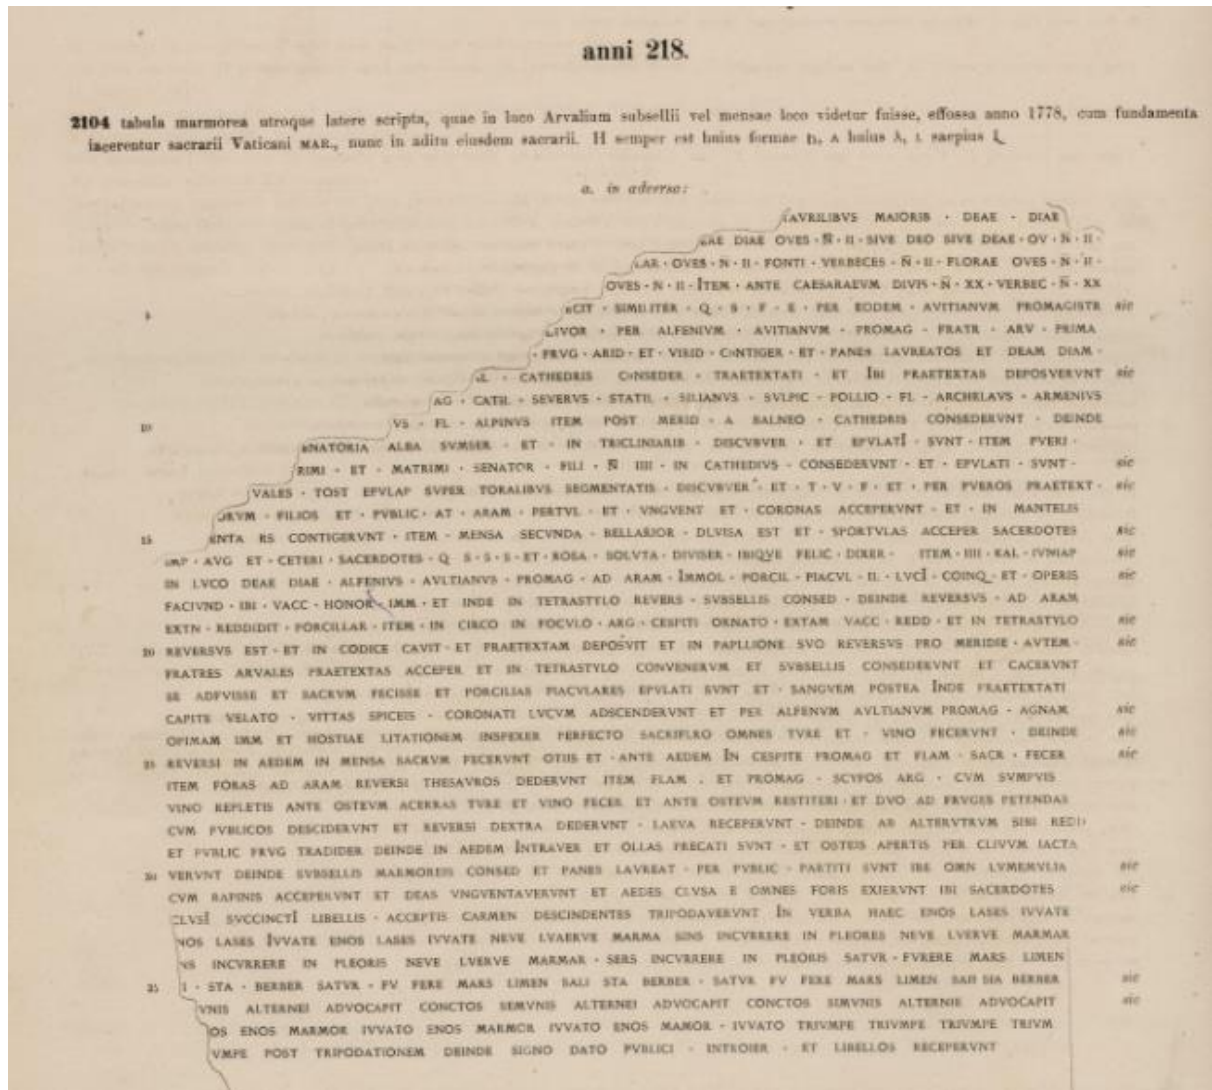 anni 218.
2104 tabula marmorea utroque latere scripta, quae in luco Arvalium subsellii vel mensae loco videtur fuisse, effossa anno 1778, cum fundamenta
iacerentur sacrarii Vaticani MAR., nunc in aditu eiusdem sacrarii. H semper est huius formae
a. in adversa:
TAVRILIBVS MAIORIB · DEAE · DIAE
RAE DIAE OVES · N̄ · II · SIVE DEO SIVE DEAE · OV · N̄ · II ·
LAR · OVES · N · II · FONTI · VERBECES · N̄ · II · FLORAE OVES · N̄ · II ·
OVES · N · II · ITEM · ANTE CAESARAEVM DIVIS · N̄ · XX · VERBEC · N̄ · XX
5 ECIT · SIMILITER · Q · S · F · E · PER EODEM · AVITIANVM PROMAGISTR sic
LIVOR · PER ALFENIVM · AVITIANVM · PROMAG · FRATR · ARV · PRIMA
· FRVG · ARID · ET · VIRID · CONTIGER · ET · PANES LAVREATOS ET DEAM DIAM ·
L · CATHEDRIS CONSEDER · TRAETEXTATI · ET IBI PRAETEXTAS DEPOSVERVNT sic
AG · CATIL · SEVERVS · STATIL · SILIANVS · SVLPIC · POLLIO · FL · ARCHELAVS · ARMENIVS
10 VS · FL · ALPINVS ITEM POST MERID · A BALNEO · CATHEDRIS CONSEDERVNT · DEINDE
ENATORIA ALBA SVMSER · ET · IN TRICLINIARIB · DISCVBVER · ET EPVLATI · SVNT · ITEM PVERI ·
RIMI · ET · MATRIMI · SENATOR · FILI · N̄ IIII · IN CATHEDIVS · CONSEDERVNT · ET · EPVLATI · SVNT · sic
VALES · TOST EPVLAP SVPER TORALIBVS SEGMENTATIS · DISCVBVER · ET · T · V · F · ET · PER PVEROS PRAETEXT · sic
ORVM · FILIOS ET · PVBLIC · AT · ARAM · PERTVL · ET · VNGVENT ET · CORONAS ACCEPERVNT · ET · IN MANTELIS
15 ENTA RS CONTIGERVNT · ITEM · MENSA SECVNDA · BELLARIOR · DLVISA EST ET · SPORTVLAS ACCEPER SACERDOTES sic
IMP · AVG ET · CETERI · SACERDOTES · Q S · S · S · ET · ROSA · SOLVTA · DIVISER · IBIQVE FELIC · DIXER · ITEM · IIII · KAL · IVNIAP sic
IN LVCO DEAE DIAE · ALFENIVS · AVLTIANVS · PROMAG · AD ARAM · IMMOL · PORCIL · PIACVL · II · LVCI · COINQ · ET · OPERIS sic
FACIVND · IBI · VACC · HONOR · IMM · ET INDE IN TETRASTYLO REVERS · SVBSELLIS CONSED · DEINDE REVERSVS · AD ARAM
EXTN · REDDIDIT · PORCILLAR · ITEM · IN CIRCO IN FOCVLO · ARG · CESPITI ORNATO · EXTAM VACC · REDD · ET IN TETRASTYLO sic
20 REVERSVS EST · ET IN CODICE CAVIT · ET PRAETEXTAM DEPOSVIT ET IN PAPLLIONE SVO REVERSVS PRO MERIDIE · AVTEM · sic
FRATRES ARVALES PRAETEXTAS ACCEPER ET IN TETRASTYLO CONVENERVM ET SVBSELLIS CONSEDERVNT ET CACERVNT
SE ADFVISSE ET SACRVM FECISSE ET PORCILIAS PIACVLARES EPVLATI SVNT ET · SANGVEM POSTEA INDE PRAETEXTATI
CAPITE VELATO · VITTAS SPICEIS · CORONATI LVCVM ADSCENDERVNT ET PER ALFENVM AVLTIANVM PROMAG · AGNAM sic
OPIMAM IMM ET HOSTIAE LITATIONEM INSPEXER PERFECTO SACRIFLRO OMNES TVRE ET · VINO FECERVNT · DEINDE sic
25 REVERSI IN AEDEM IN MENSA SACRVM FECERVNT OTIIS ET · ANTE AEDEM IN CESPITE PROMAG ET FLAM · SACR · FECER sic
ITEM FORAS AD ARAM REVERSI THESAVROS DEDERVNT ITEM FLAM . ET PROMAG · SCYFOS ARG · CVM SVMPVIS
VINO REPLETIS ANTE OSTEVM ACERRAS TVRE ET VINO FECER ET ANTE OSTEVM RESTITERI · ET DVO AD FRVGES PETENDAS
CVM PVBLICOS DESCIDERVNT ET REVERSI DEXTRA DEDERVNT · LAEVA RECEPERVNT · DEINDE AD ALTERVTRVM SIBI REDD
ET PVBLIC FRVG TRADIDER DEINDE IN AEDEM INTRAVER ET OLLAS PRECATI SVNT · ET OSTEIS APERTIS PER CLIVVM IACTA
30 VERVNT DEINDE SVBSELLIS MARMOREIS CONSED ET PANES LAVREAT · PER PVBLIC · PARTITI SVNT IBE OMN LVMEMVLIA sic
CVM RAPINIS ACCEPERVNT ET DEAS VNGVENTAVERVNT ET AEDES CLVSA E OMNES FORIS EXIERVNT IBI SACERDOTES sic
CLVSI SVCCINCTI LIBELLIS · ACCEPTIS CARMEN DESCINDENTES TRIPODAVERVNT IN VERBA HAEC ENOS LASES IVVATE
NOS LASES IVVATE ENOS LASES IVVATE NEVE LVAERVE MARMA SINS INCVRRERE IN PLEORES NEVE LVERVE MARMAR
NS INCVRRERE IN PLEORIS NEVE LVERVE MARMAR · SERS INCVRRERE IN PLEORIS SATVR · FVRERE MARS LIMEN
35 I · STA · BERBER SATVR · FV FERE MARS LIMEN SALI STA BERBER SATVR · FV FERE MARS LIMEN SALI SIA BERBER sic
VNIS ALTERNEI ADVOCAPIT CONCTOS SEMVNIS ALTERNEI ADVOCAPIT CONCTOS SIMVNIS ALTERNIE ADVOCAPIT sic
OS ENOS MARMOR IVVATO ENOS MARMOR IVVATO ENOS MAMOR · IVVATO TRIVMPE TRIVMPE TRIVMPE TRIVM
VMPE POST TRIPODATIONEM DEINDE SIGNO DATO PVBLICI · INTROIER · ET LIBELLOS RECEPERVNT